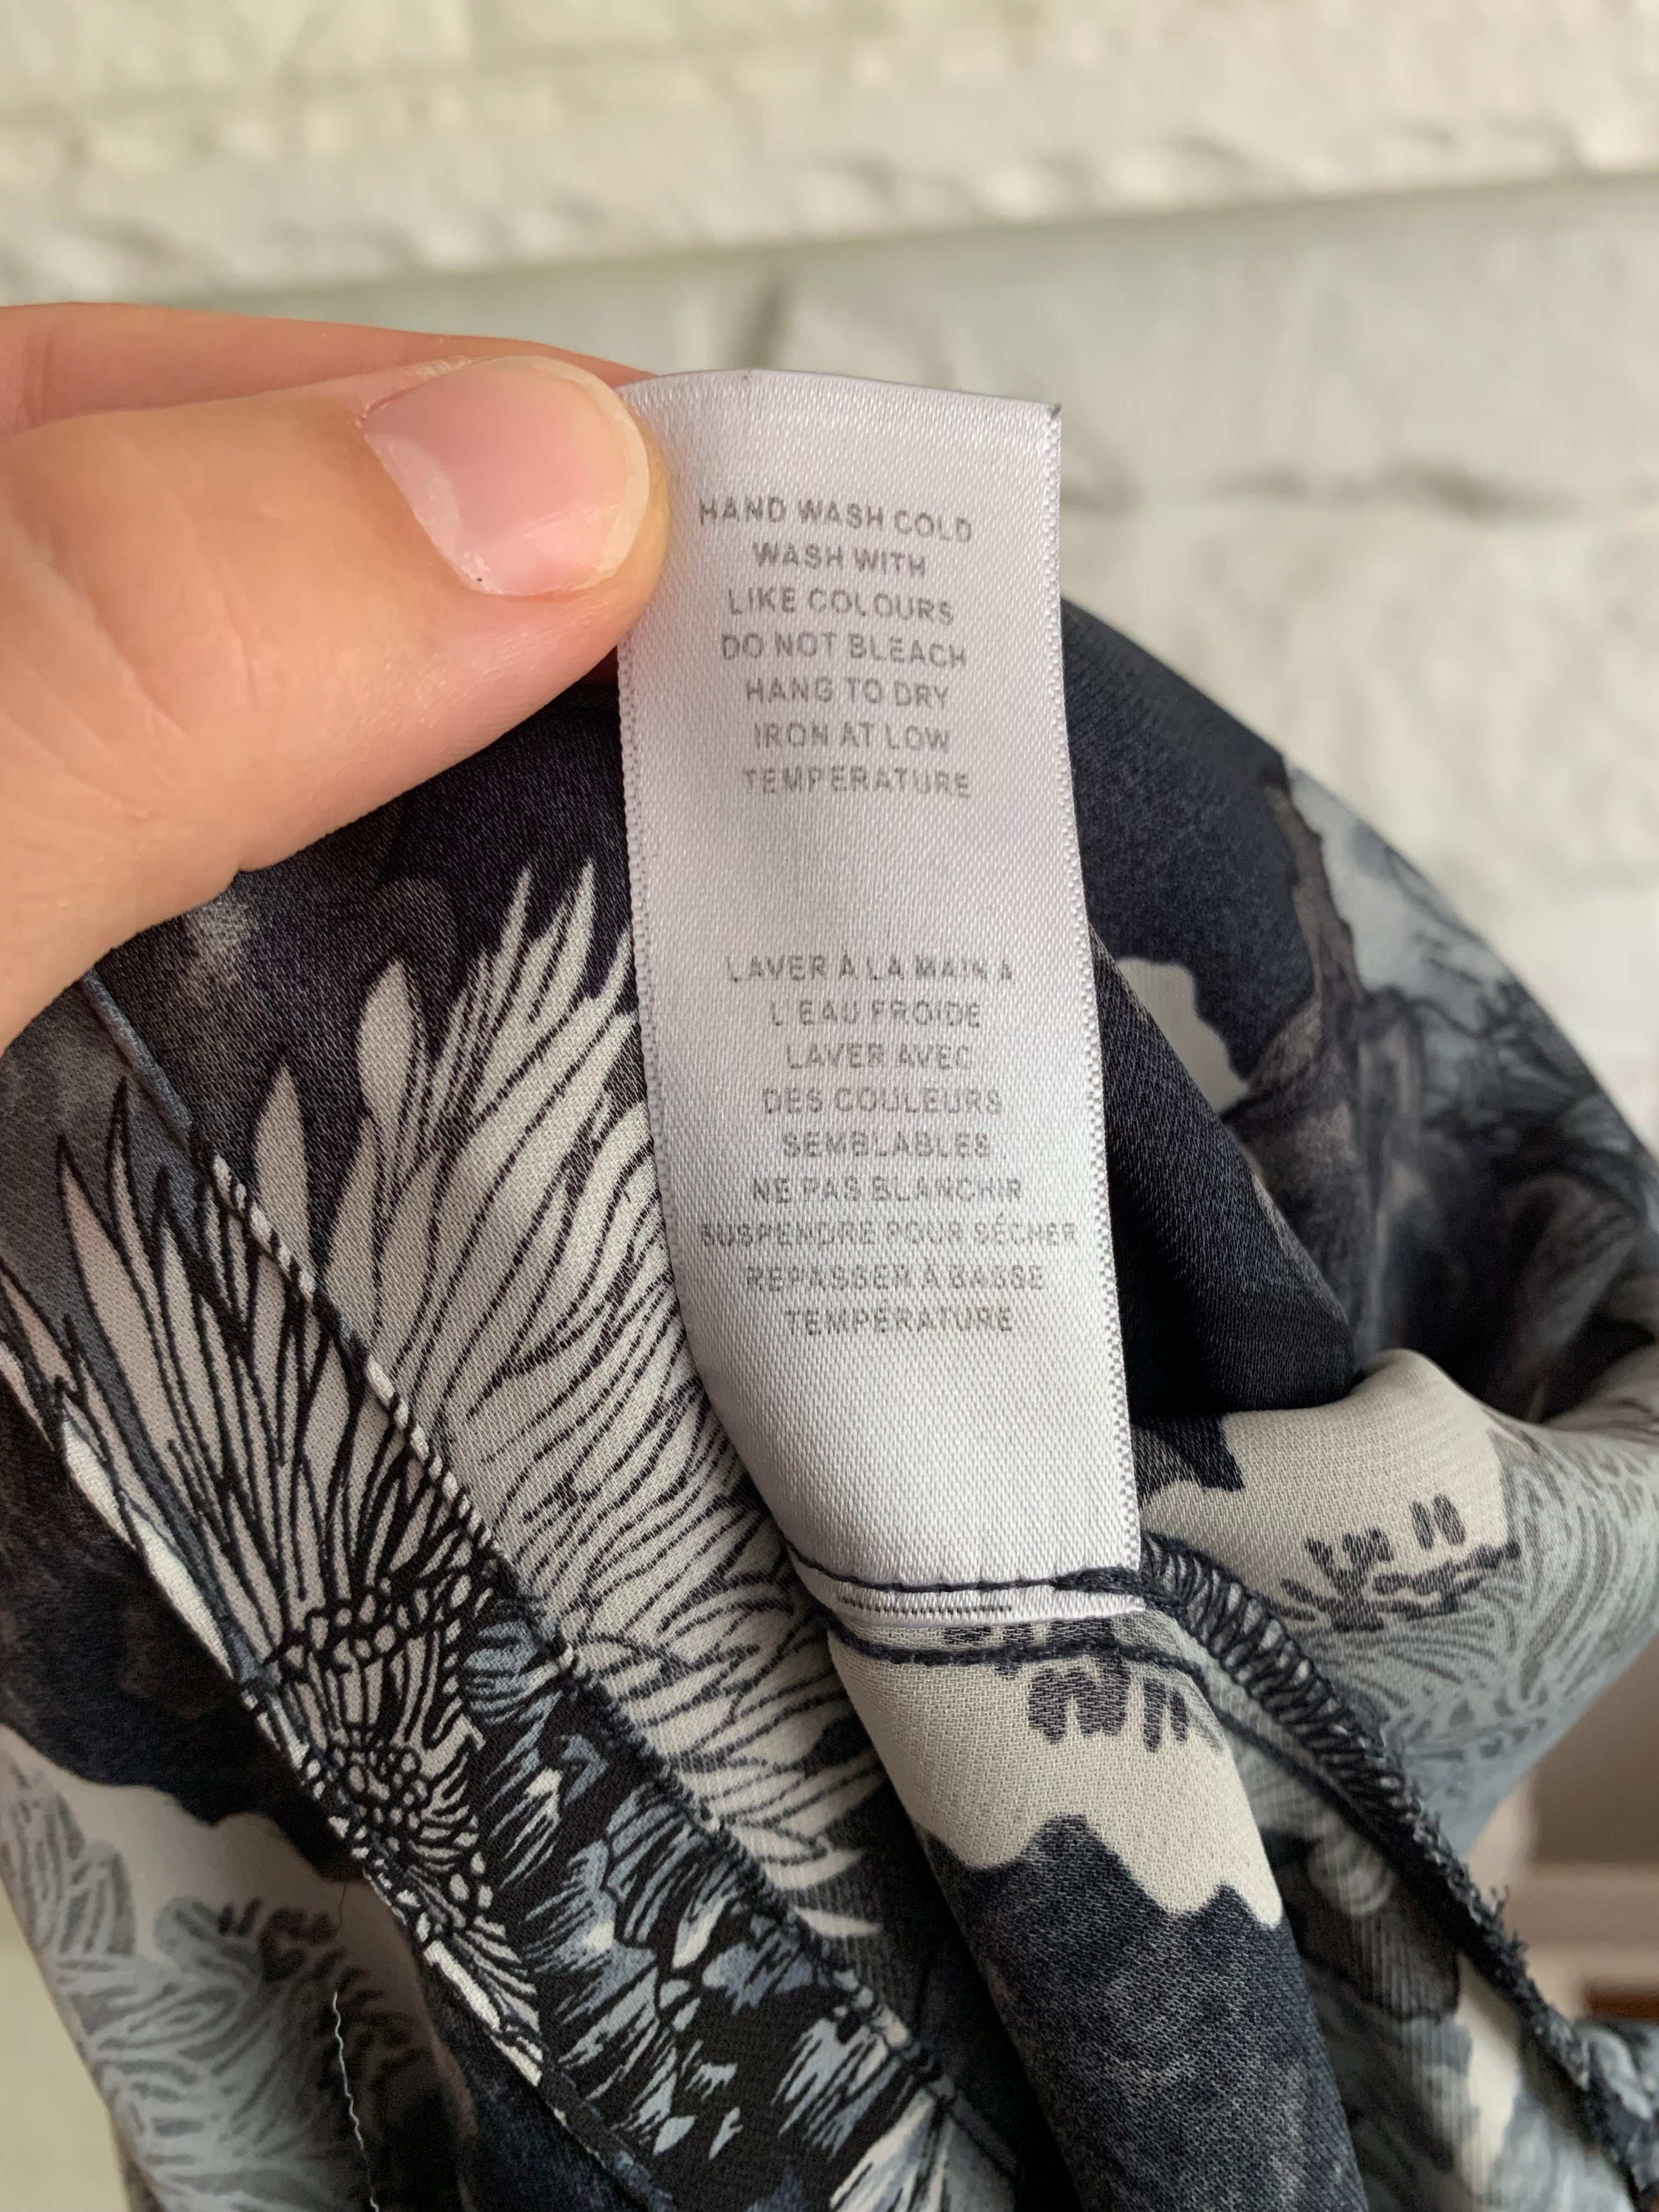 HAND WASH COLD
WASH WITH
LIKE COLOURS
DO NOT BLEACH
HANG TO DRY
IRON AT LOW
TEMPERATURE
LAVER À LA MAIN À
L'EAU FROIDE
LAVER AVEC
DES COULEURS
SEMBLABLES
NE PAS BLANCHIR
SUSPENDRE POUR SÉCHER
REPASSER À BASSE
TEMPÉRATURE